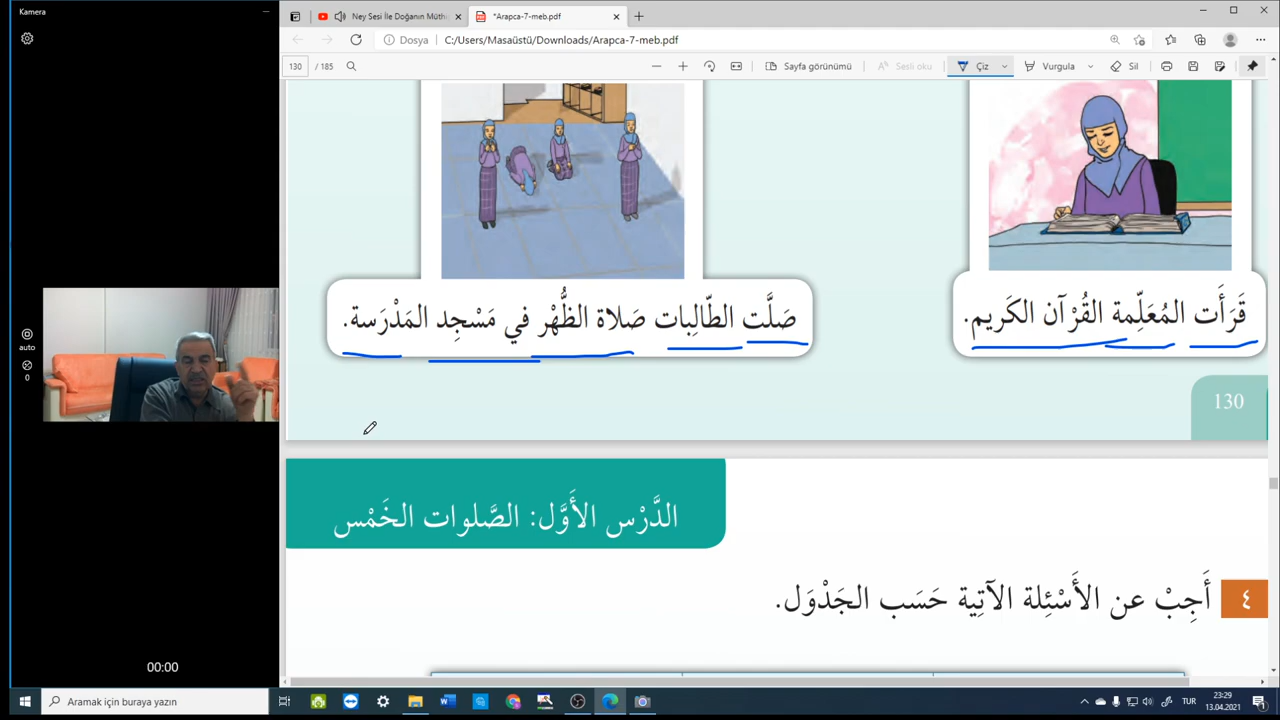 Kamera
Ney Sesi İle Doğanın Müthi
*Arapca-7-meb.pdf
Dosya
C:/Users/Masaüstü/Downloads/Arapca-7-meb.pdf
130 / 185
Sayfa görünümü
Sesli oku
Çiz
Vurgula
Sil
auto
0
قَرَأَت المُعَلِّمة القُرْآن الكَريم.
صَلَّت الطّالِبات صَلاة الظُّهْر في مَسْجِد المَدْرَسة.
130
الدَّرْس الأَوَّل: الصَّلوات الخَمْس
٤ أَجِبْ عن الأَسْئِلة الآتِية حَسَب الجَدْوَل.
00:00
Aramak için buraya yazın
TUR
23:29
13.04.2021